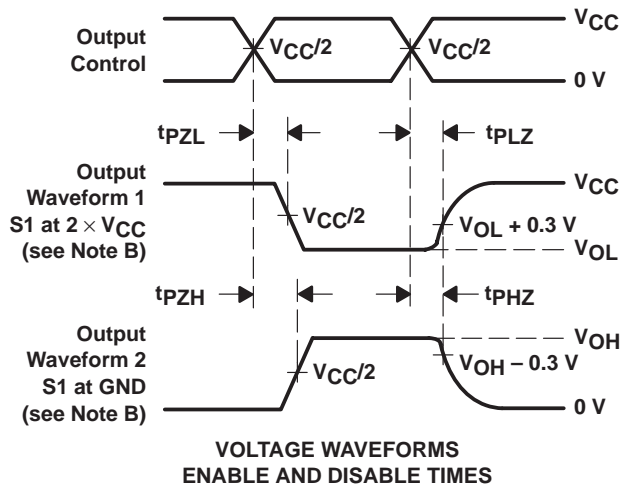 Output
Control
VCC/2
VCC/2
VCC
0 V
tPZL
tPLZ
Output
Waveform 1
S1 at 2 × VCC
(see Note B)
VCC/2
VCC
VOL + 0.3 V
VOL
tPZH
tPHZ
Output
Waveform 2
S1 at GND
(see Note B)
VCC/2
VOH
VOH − 0.3 V
0 V
VOLTAGE WAVEFORMS
ENABLE AND DISABLE TIMES